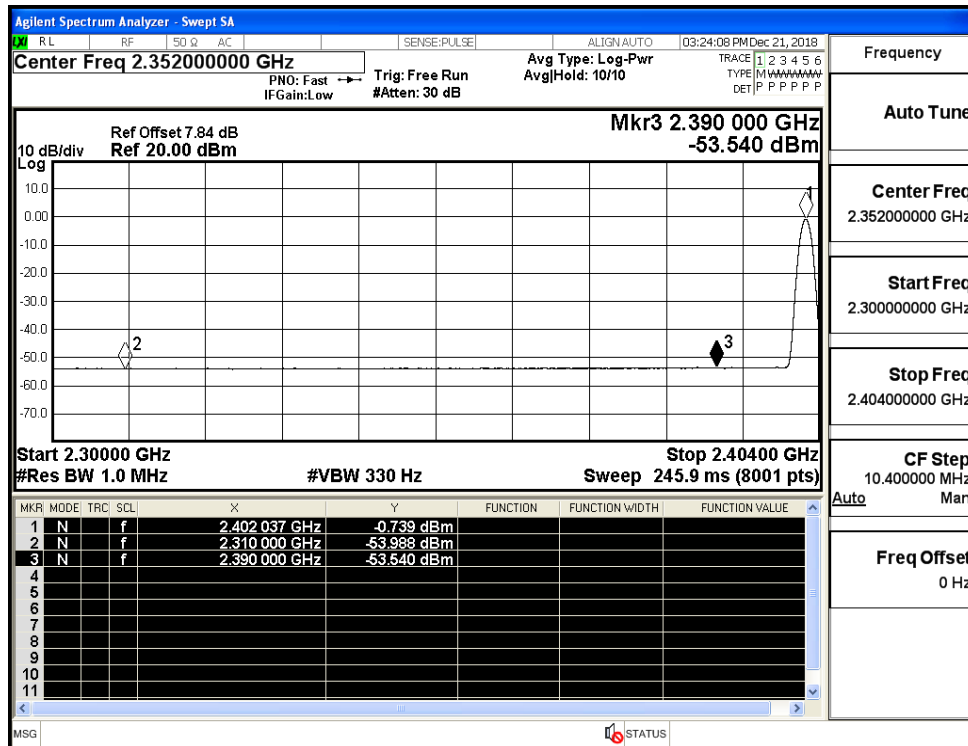 Agilent Spectrum Analyzer - Swept SA
LXI RL RF 50 Ω AC SENSE:PULSE ALIGN AUTO 03:24:08 PM Dec 21, 2018
Center Freq 2.352000000 GHz
PNO: Fast
IFGain:Low
Trig: Free Run
#Atten: 30 dB
Avg Type: Log-Pwr
Avg|Hold: 10/10
TRACE 1 2 3 4 5 6
TYPE M WWWWW
DET P P P P P P
Mkr3 2.390 000 GHz
-53.540 dBm
Ref Offset 7.84 dB
10 dB/div Ref 20.00 dBm
Log
10.0
0.00
-10.0
-20.0
-30.0
-40.0
-50.0
-60.0
-70.0
1
2
3
Start 2.30000 GHz Stop 2.40400 GHz
#Res BW 1.0 MHz #VBW 330 Hz Sweep 245.9 ms (8001 pts)
MKR MODE TRC SCL X Y FUNCTION FUNCTION WIDTH FUNCTION VALUE
1 N f 2.402 037 GHz -0.739 dBm
2 N f 2.310 000 GHz -53.988 dBm
3 N f 2.390 000 GHz -53.540 dBm
4
5
6
7
8
9
10
11
MSG STATUS
Frequency
Auto Tune
Center Freq
2.352000000 GHz
Start Freq
2.300000000 GHz
Stop Freq
2.404000000 GHz
CF Step
10.400000 MHz
Auto Man
Freq Offset
0 Hz